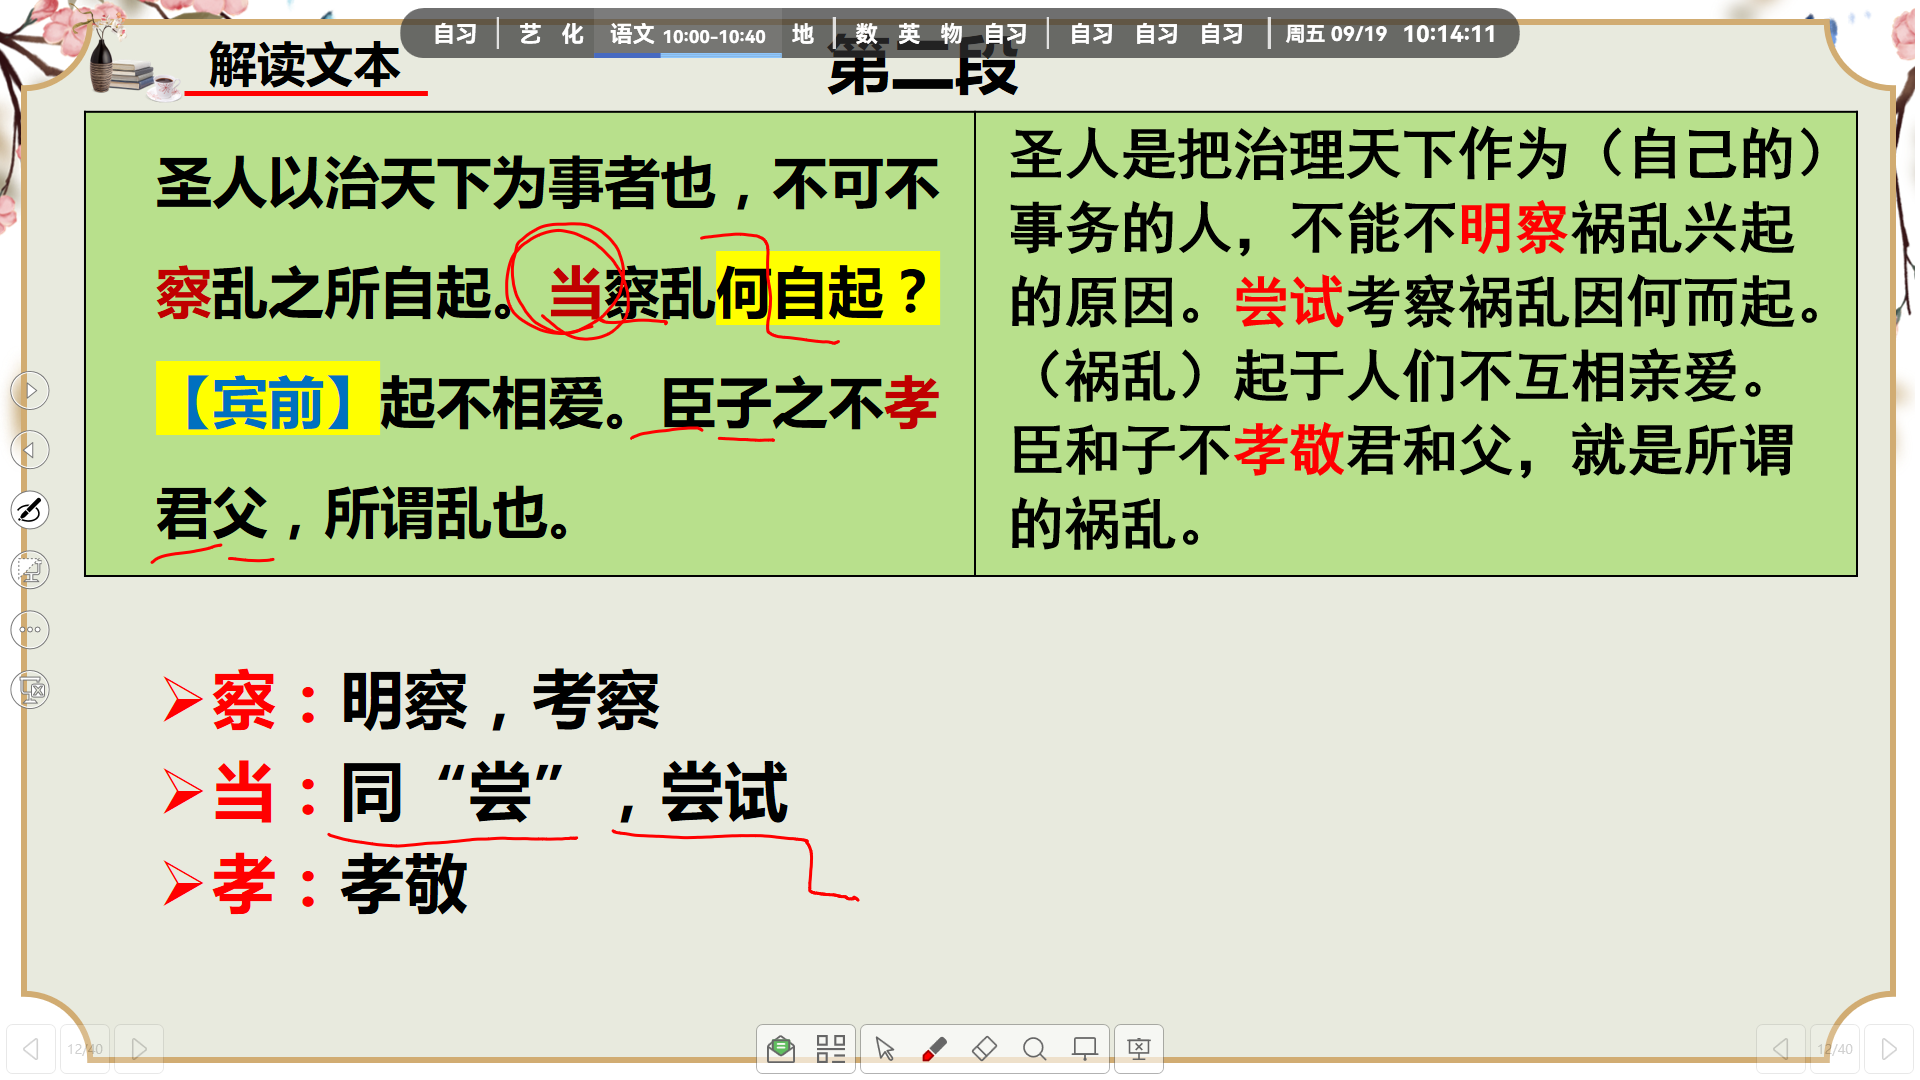 自习 艺 化 语文 10:00-10:40 地 数 英 物 自习 自习 自习 自习 周五 09/19 10:14:11
解读文本
第二段
圣人以治天下为事者也，不可不
察乱之所自起。当察乱何自起？
【宾前】起不相爱。臣子之不孝
君父，所谓乱也。
圣人是把治理天下作为（自己的）
事务的人，不能不明察祸乱兴起
的原因。尝试考察祸乱因何而起。
（祸乱）起于人们不互相亲爱。
臣和子不孝敬君和父，就是所谓
的祸乱。
察：明察，考察
当：同“尝”，尝试
孝：孝敬
12/40
12/40